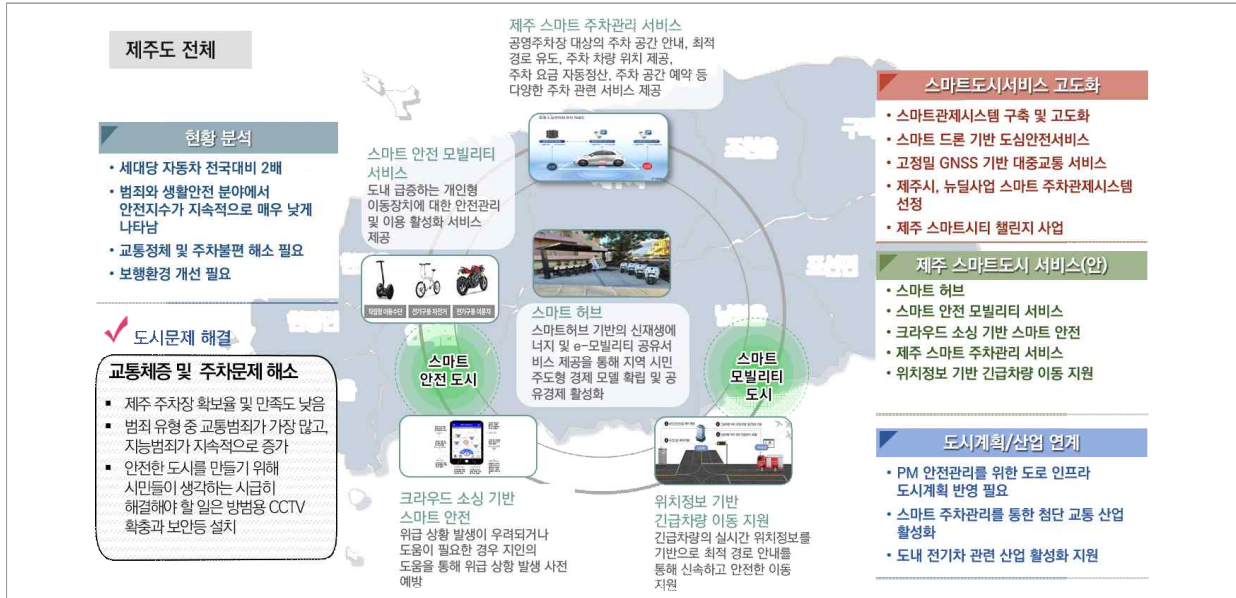 제주도 전체
현황 분석
• 세대당 자동차 전국대비 2배
• 범죄와 생활안전 분야에서
안전지수가 지속적으로 매우 낮게
나타남
• 교통정체 및 주차불편 해소 필요
• 보행환경 개선 필요
도시문제 해결
교통체증 및 주차문제 해소
▪ 제주 주차장 확보율 및 만족도 낮음
▪ 범죄 유형 중 교통범죄가 가장 많고,
지능범죄가 지속적으로 증가
▪ 안전한 도시를 만들기 위해
시민들이 생각하는 시급히
해결해야 할 일은 방범용 CCTV
확충과 보안등 설치
제주 스마트 주차관리 서비스
공영주차장 대상의 주차 공간 안내, 최적
경로 유도, 주차 차량 위치 제공,
주차 요금 자동정산, 주차 공간 예약 등
다양한 주차 관련 서비스 제공
스마트 안전 모빌리티
서비스
도내 급증하는 개인형
이동장치에 대한 안전관리
및 이용 활성화 서비스
제공
직립형 이동수단
전기구동 자전거
전기구동 이륜차
스마트 허브
스마트허브 기반의 신재생에
너지 및 e-모빌리티 공유서
비스 제공을 통해 지역 시민
주도형 경제 모델 확립 및 공
유경제 활성화
스마트
안전 도시
스마트
모빌리티
도시
크라우드 소싱 기반
스마트 안전
위급 상황 발생이 우려되거나
도움이 필요한 경우 지인의
도움을 통해 위급 상항 발생 사전
예방
위치정보 기반
긴급차량 이동 지원
긴급차량의 실시간 위치정보를
기반으로 최적 경로 안내를
통해 신속하고 안전한 이동
지원
스마트도시서비스 고도화
• 스마트관제시스템 구축 및 고도화
• 스마트 드론 기반 도심안전서비스
• 고정밀 GNSS 기반 대중교통 서비스
• 제주시, 뉴딜사업 스마트 주차관제시스템
선정
• 제주 스마트시티 챌린지 사업
제주 스마트도시 서비스(안)
• 스마트 허브
• 스마트 안전 모빌리티 서비스
• 크라우드 소싱 기반 스마트 안전
• 제주 스마트 주차관리 서비스
• 위치정보 기반 긴급차량 이동 지원
도시계획/산업 연계
• PM 안전관리를 위한 도로 인프라
도시계획 반영 필요
• 스마트 주차관리를 통한 첨단 교통 산업
활성화
• 도내 전기차 관련 산업 활성화 지원